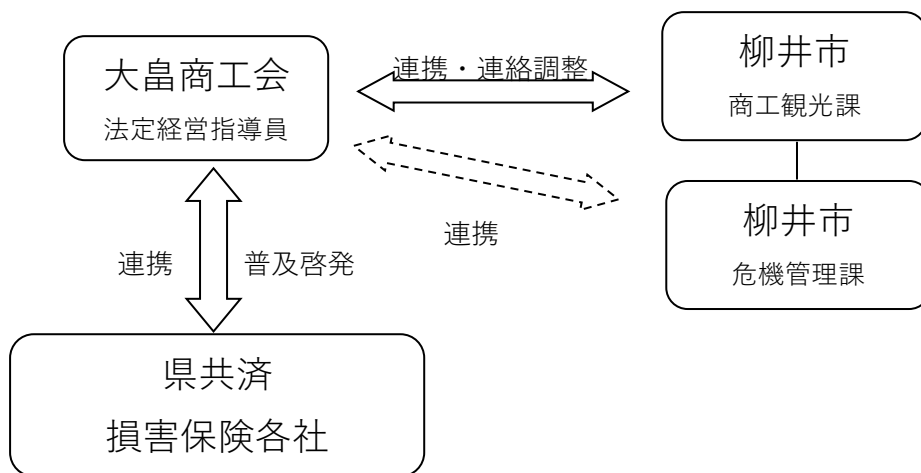 大畠商工会
法定経営指導員
連携・連絡調整
柳井市
商工観光課
連携
柳井市
危機管理課
連携
普及啓発
県共済
損害保険各社